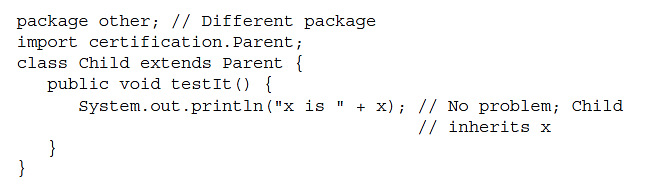 package other; // Different package
import certification.Parent;
class Child extends Parent {
   public void testIt() {
      System.out.println("x is " + x); // No problem; Child
                                       // inherits x
   }
}